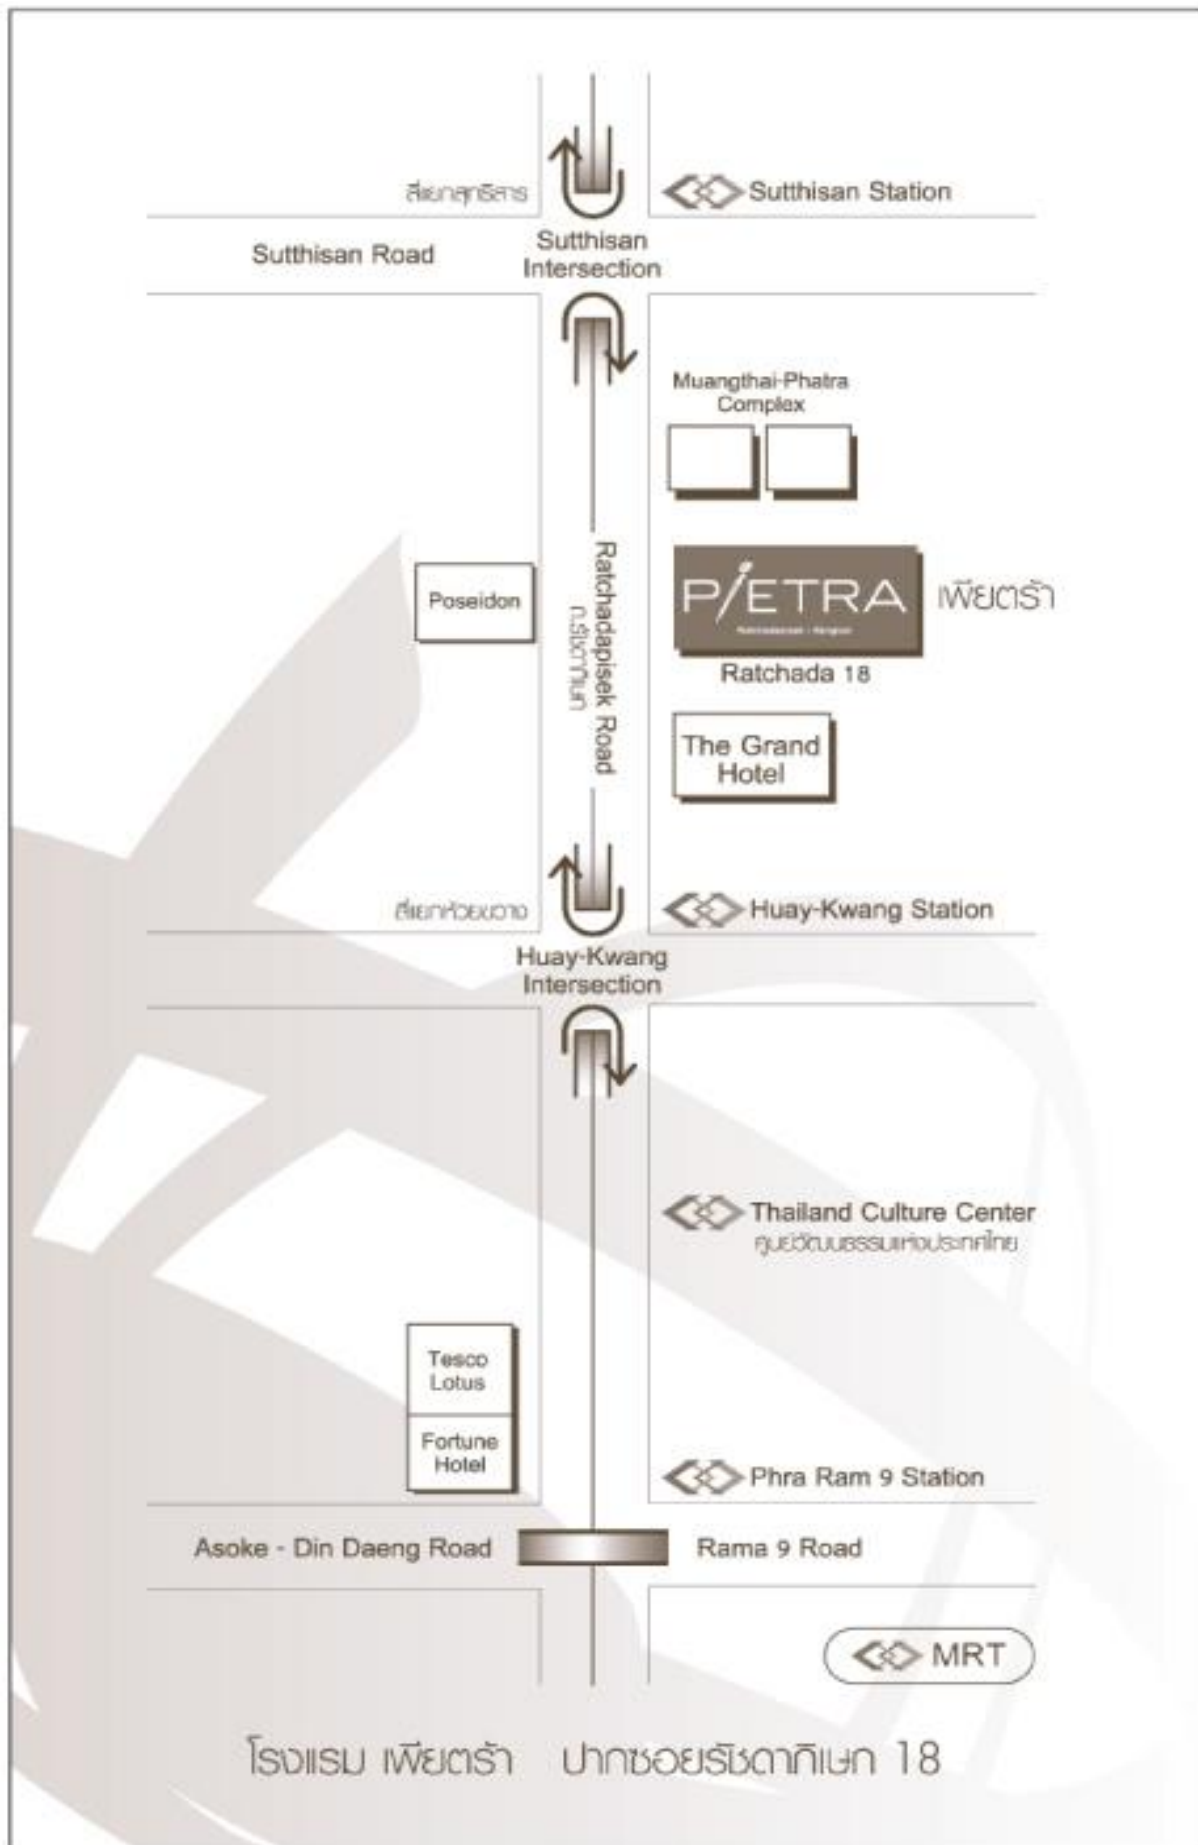 สี่แยกสุทธิสาร
Sutthisan Station
Sutthisan Road
Sutthisan
Intersection
Muangthai-Phatra
Complex
Poseidon
Ratchadapisek Road
ถ.รัชดาภิเษก
PIETRA
เพียตร้า
Ratchada 18
The Grand
Hotel
สี่แยกห้วยขวาง
Huay-Kwang Station
Huay-Kwang
Intersection
Thailand Culture Center
ศูนย์วัฒนธรรมแห่งประเทศไทย
Tesco
Lotus
Fortune
Hotel
Phra Ram 9 Station
Asoke - Din Daeng Road
Rama 9 Road
MRT
โรงแรม เพียตร้า ปากซอยรัชดาภิเษก 18